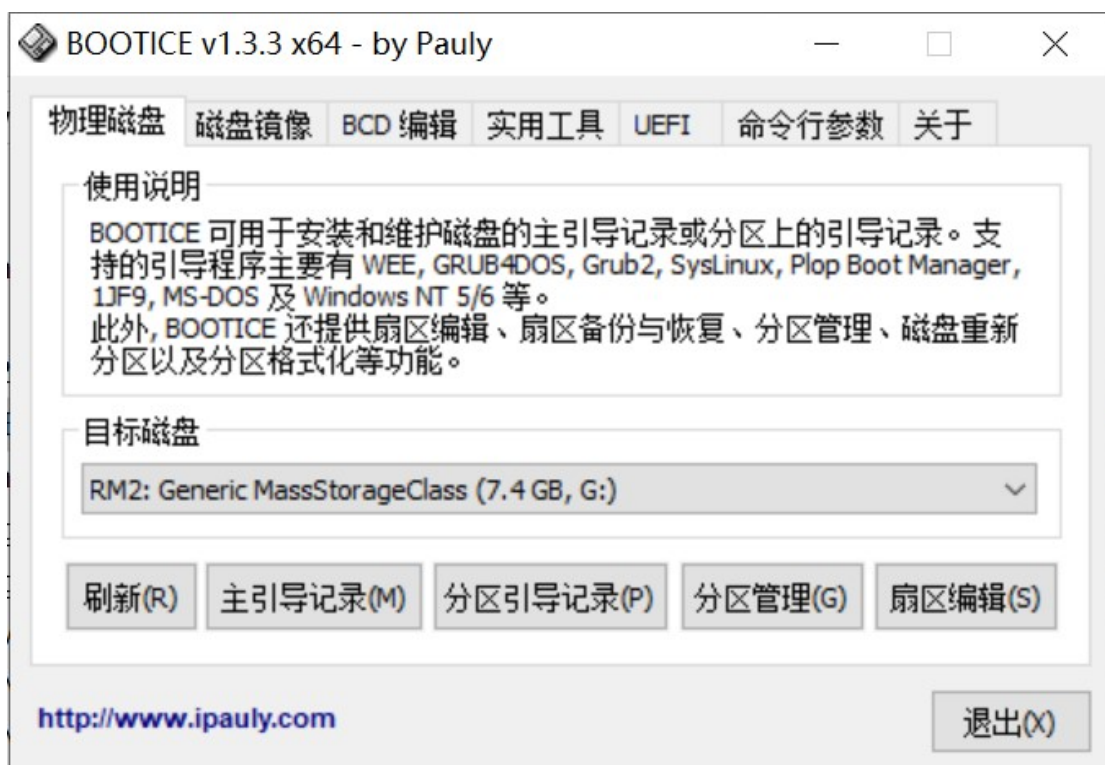 BOOTICE v1.3.3 x64 - by Pauly
物理磁盘 磁盘镜像 BCD 编辑 实用工具 UEFI 命令行参数 关于
使用说明
BOOTICE 可用于安装和维护磁盘的主引导记录或分区上的引导记录。支
持的引导程序主要有 WEE, GRUB4DOS, Grub2, SysLinux, Plop Boot Manager,
1JF9, MS-DOS 及 Windows NT 5/6 等。
此外, BOOTICE 还提供扇区编辑、扇区备份与恢复、分区管理、磁盘重新
分区以及分区格式化等功能。
目标磁盘
RM2: Generic MassStorageClass (7.4 GB, G:)
刷新(R) 主引导记录(M) 分区引导记录(P) 分区管理(G) 扇区编辑(S)
http://www.ipauly.com
退出(X)